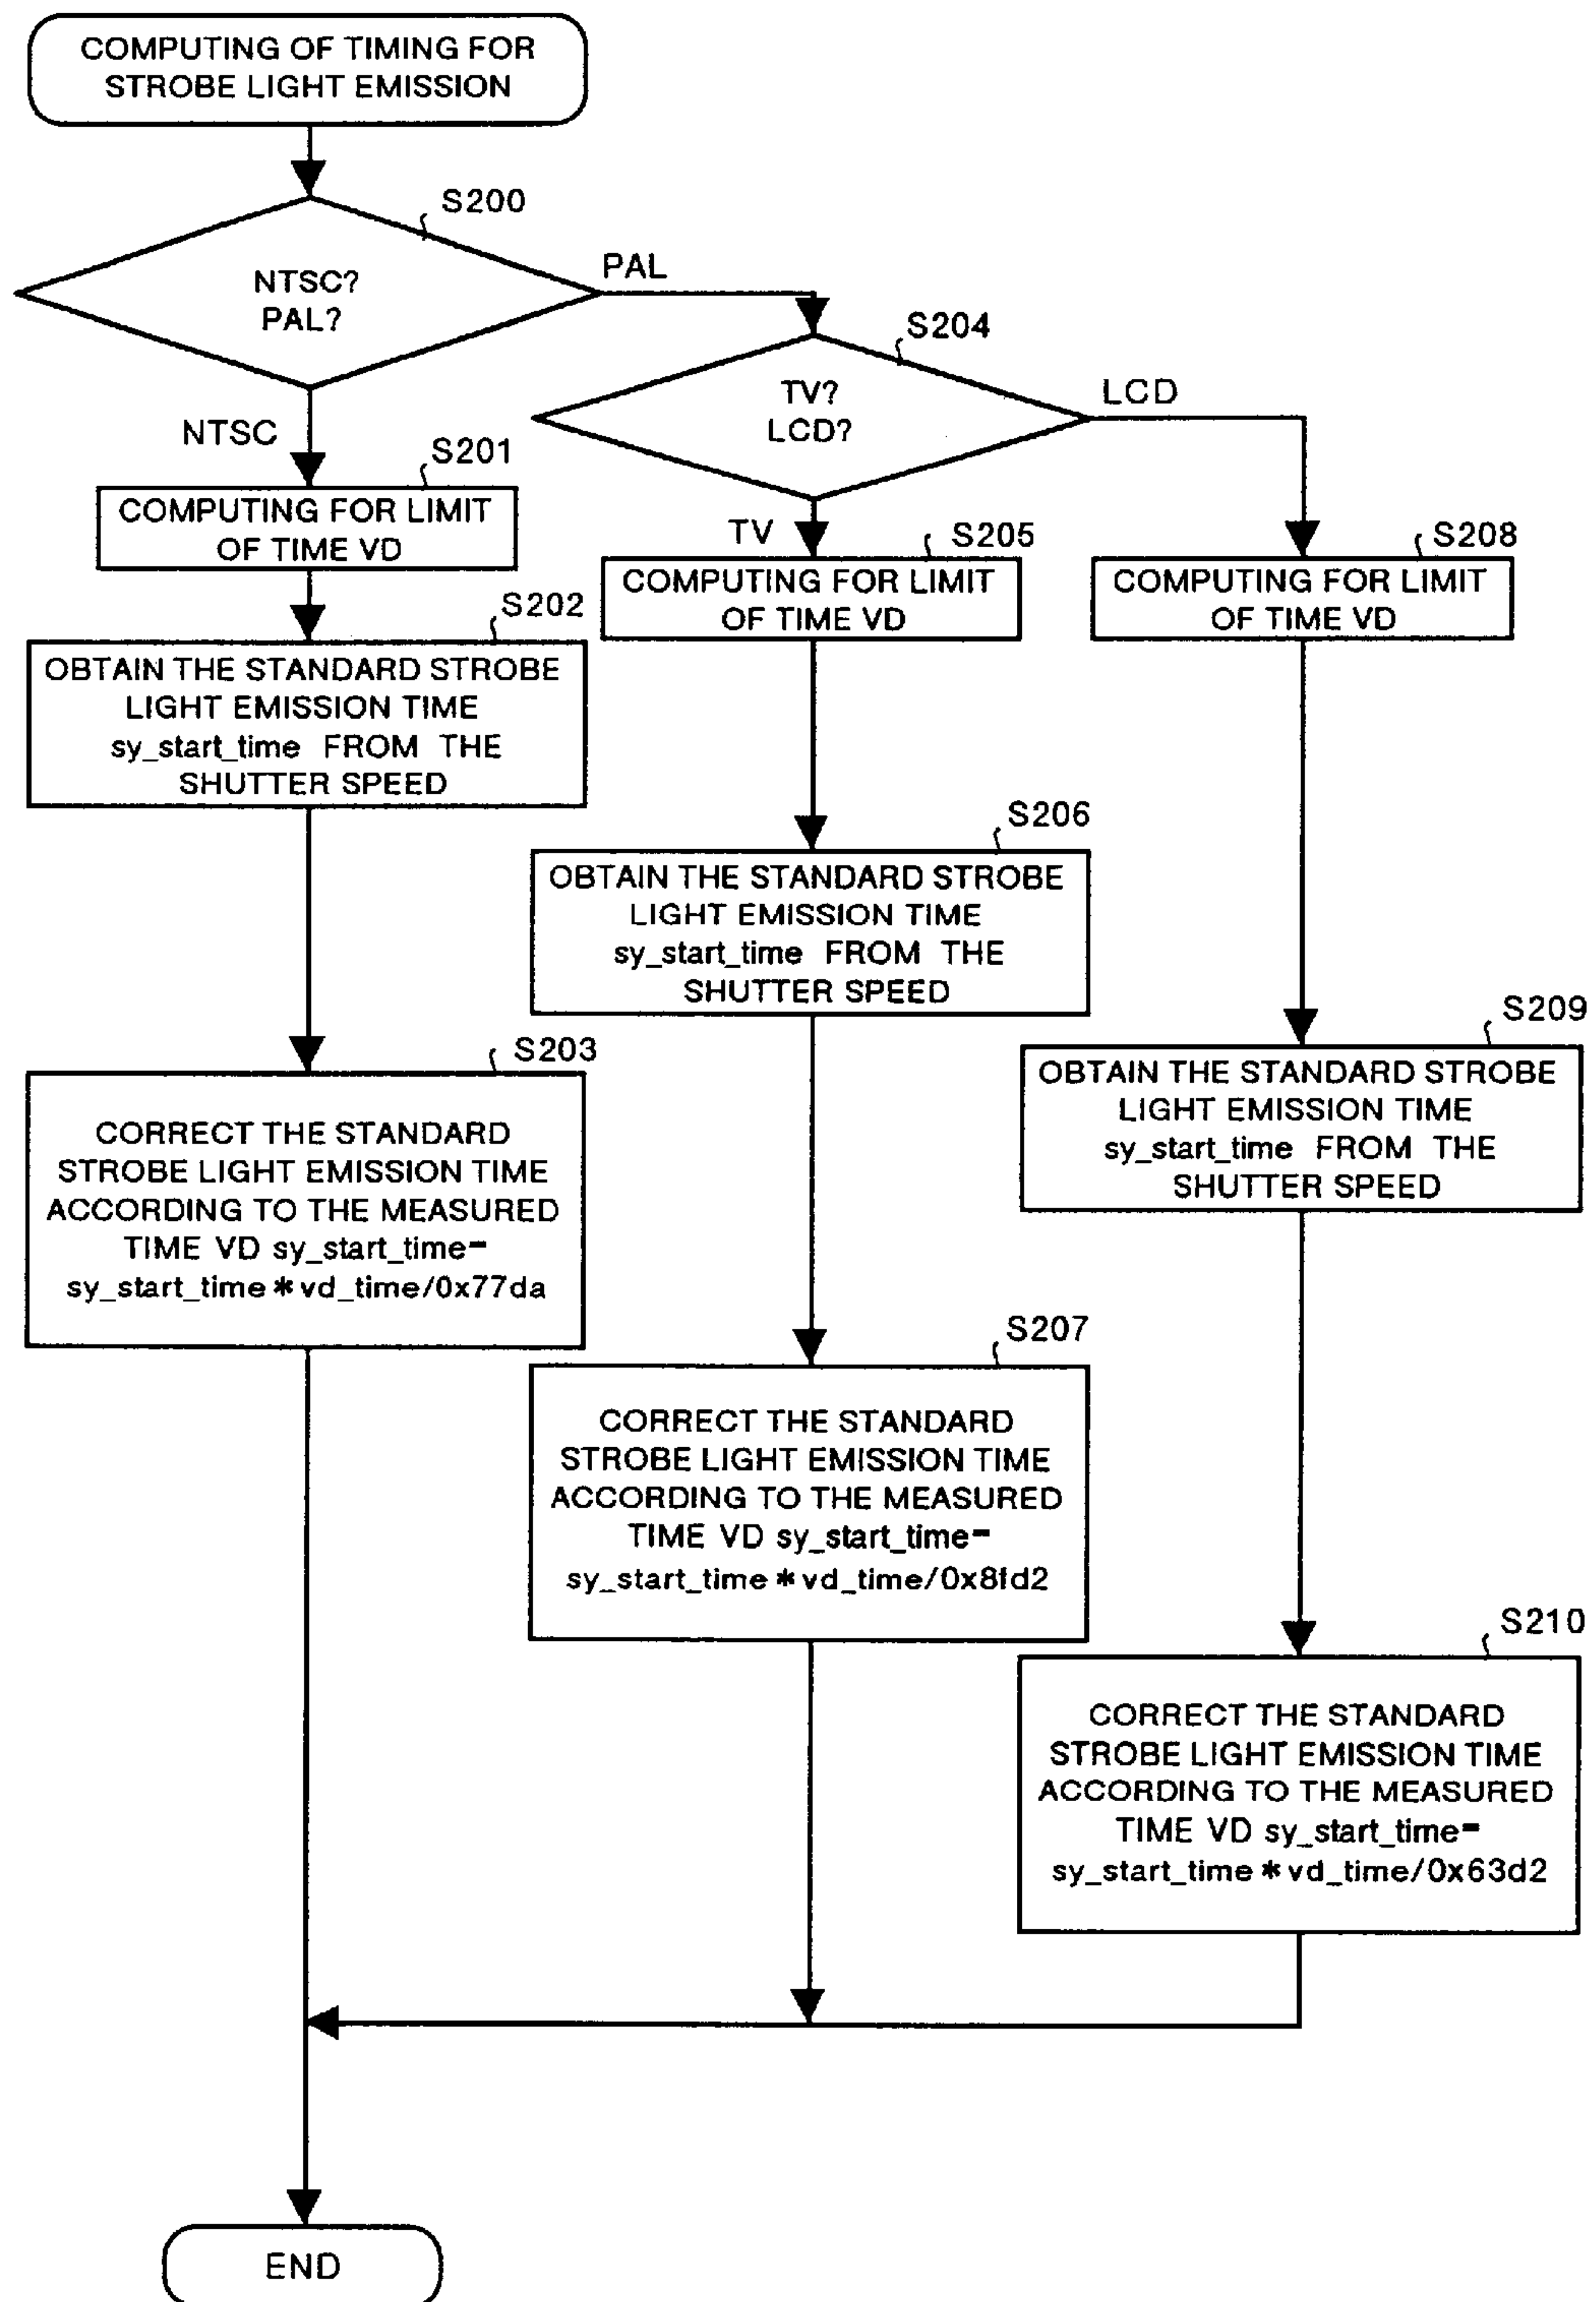 COMPUTING OF TIMING FOR
STROBE LIGHT EMISSION
S200
NTSC?
PAL?
PAL
NTSC
S204
TV?
LCD?
LCD
TV
S201
COMPUTING FOR LIMIT
OF TIME VD
S202
OBTAIN THE STANDARD STROBE
LIGHT EMISSION TIME
sy_start_time FROM THE
SHUTTER SPEED
S203
CORRECT THE STANDARD
STROBE LIGHT EMISSION TIME
ACCORDING TO THE MEASURED
TIME VD sy_start_time=
sy_start_time*vd_time/0x77da
S205
COMPUTING FOR LIMIT
OF TIME VD
S206
OBTAIN THE STANDARD STROBE
LIGHT EMISSION TIME
sy_start_time FROM THE
SHUTTER SPEED
S207
CORRECT THE STANDARD
STROBE LIGHT EMISSION TIME
ACCORDING TO THE MEASURED
TIME VD sy_start_time=
sy_start_time*vd_time/0x8fd2
S208
COMPUTING FOR LIMIT
OF TIME VD
S209
OBTAIN THE STANDARD STROBE
LIGHT EMISSION TIME
sy_start_time FROM THE
SHUTTER SPEED
S210
CORRECT THE STANDARD
STROBE LIGHT EMISSION TIME
ACCORDING TO THE MEASURED
TIME VD sy_start_time=
sy_start_time*vd_time/0x63d2
END